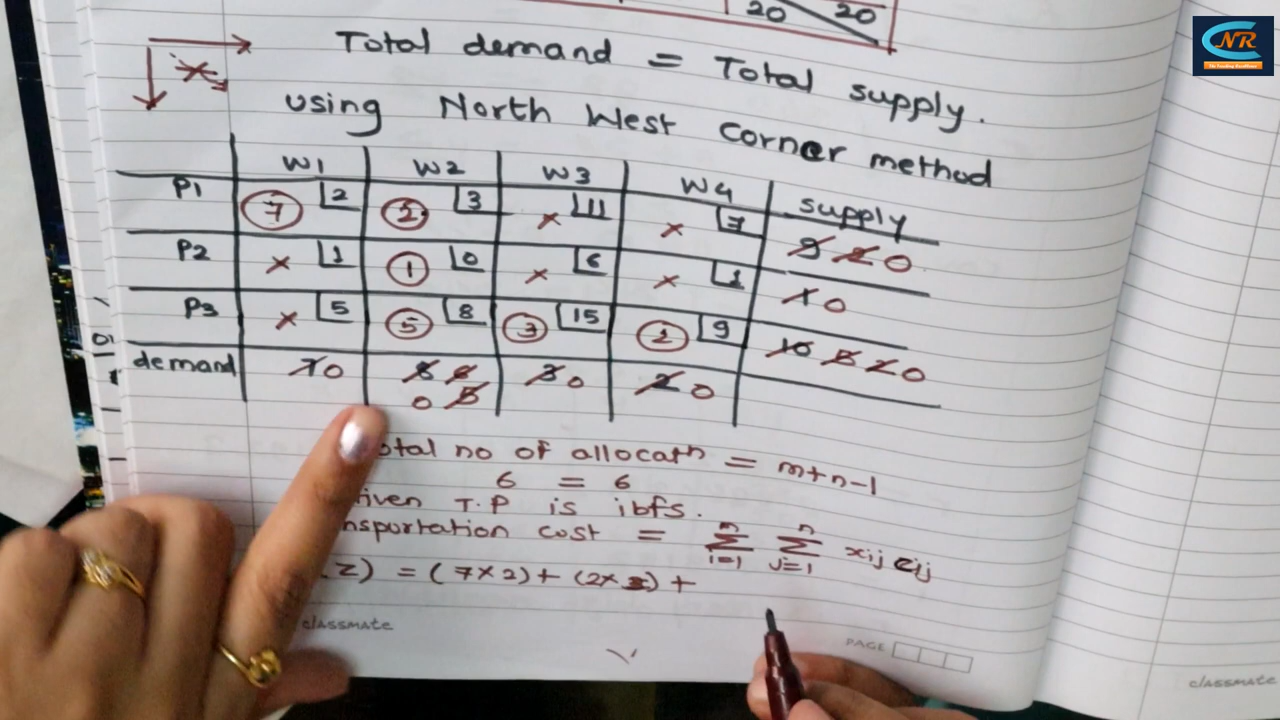 20 20
Total demand = Total supply.
using North West corner method
W1 W2 W3 W4 supply
P1 7 2 2 3 × 11 × 7 9 2 0
P2 × 1 1 0 × 6 × 1 1 0
P3 × 5 5 8 3 15 2 9 10 5 2 0
demand 7 0 8 6 3 0 2 0
0 5
otal no of allocatn = m+n-1
6 = 6
iven T.P is ibfs.
nsportation cost = n Σ i=1 n Σ j=1 xij cij
Z) = (7×2) + (2×3) +
classmate
PAGE
classmate
NR